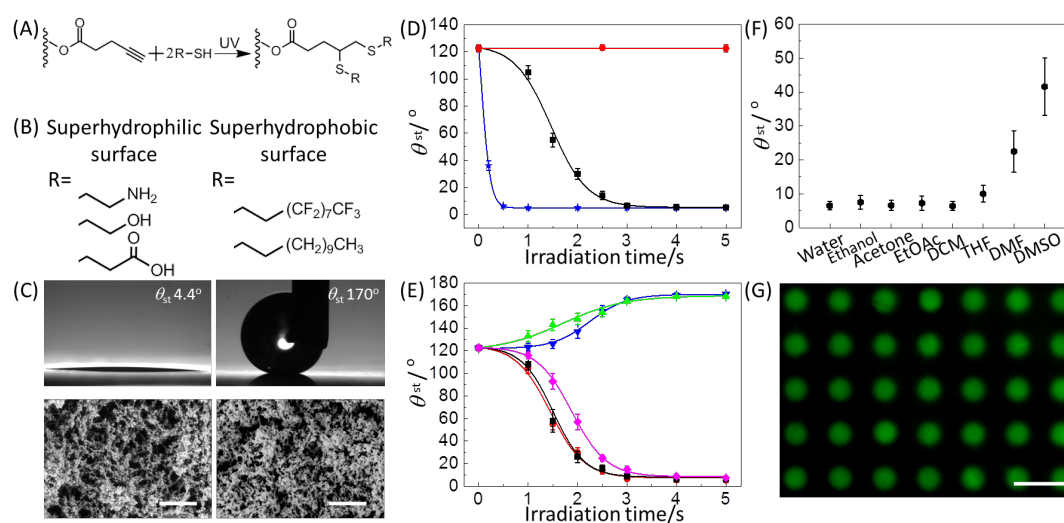 (A)
O
O
+2R-SH
UV
O
O
S
R
S
R
(B)
Superhydrophilic
surface
Superhydrophobic
surface
R=
NH2
OH
O
OH
R=
(CF2)7CF3
(CH2)9CH3
(C)
θst 4.4°
θst 170°
(D)
θst/°
140
120
100
80
60
40
20
0
0
1
2
3
4
5
Irradiation time/s
(E)
θst/°
180
160
140
120
100
80
60
40
20
0
0
1
2
3
4
5
Irradiation time/s
(F)
θst/°
60
50
40
30
20
10
0
Water
Ethanol
Acetone
EtOAc
DCM
THF
DMF
DMSO
(G)